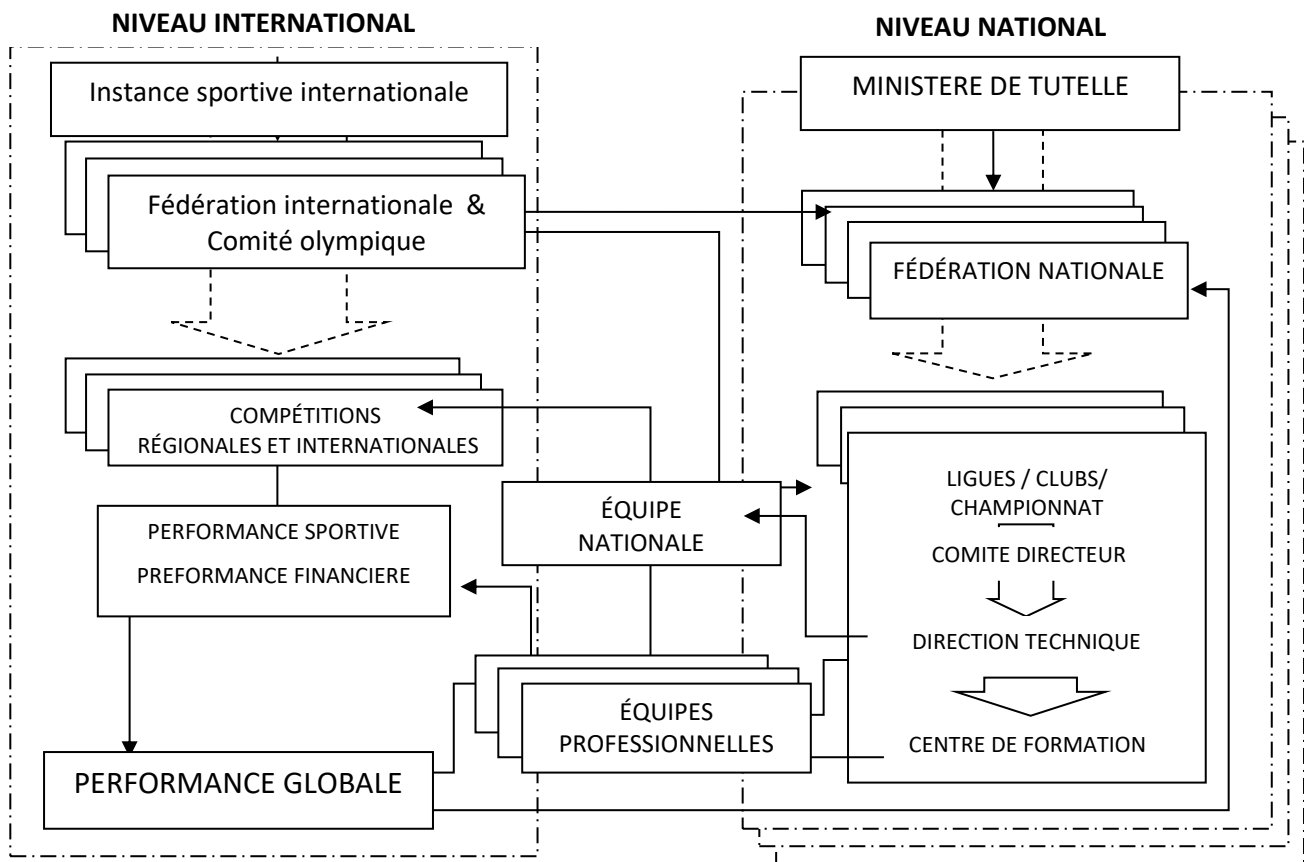 NIVEAU INTERNATIONAL
NIVEAU NATIONAL
Instance sportive internationale
MINISTERE DE TUTELLE
Fédération internationale &
Comité olympique
FÉDÉRATION NATIONALE
COMPÉTITIONS
RÉGIONALES ET INTERNATIONALES
PERFORMANCE SPORTIVE
PREFORMANCE FINANCIERE
ÉQUIPE
NATIONALE
LIGUES / CLUBS/
CHAMPIONNAT
COMITE DIRECTEUR
DIRECTION TECHNIQUE
CENTRE DE FORMATION
ÉQUIPES
PROFESSIONNELLES
PERFORMANCE GLOBALE